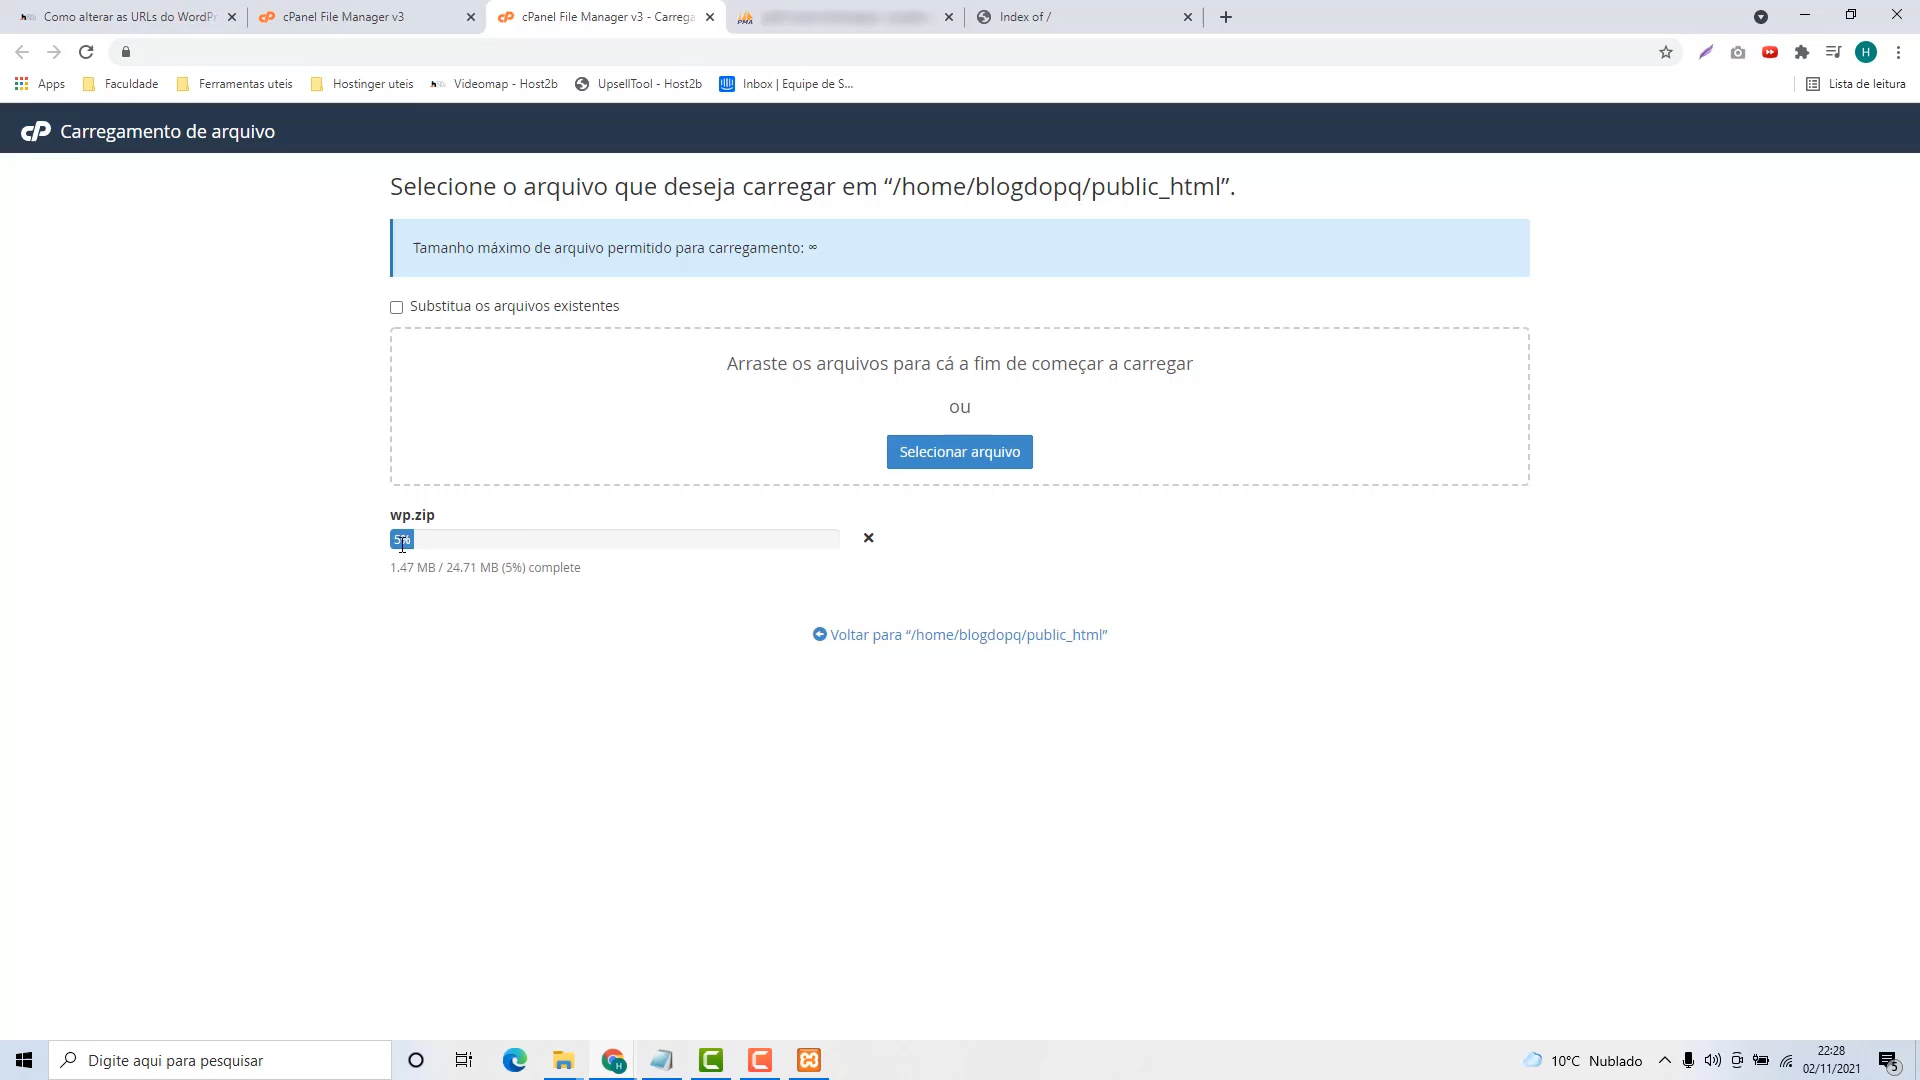 Como alterar as URLs do WordPr
cPanel File Manager v3
cPanel File Manager v3 - Carrega
Index of /
H
Apps
Faculdade
Ferramentas uteis
Hostinger uteis
Videomap - Host2b
UpsellTool - Host2b
Inbox | Equipe de S...
Lista de leitura
cP Carregamento de arquivo
Selecione o arquivo que deseja carregar em “/home/blogdopq/public_html”.
Tamanho máximo de arquivo permitido para carregamento: ∞
Substitua os arquivos existentes
Arraste os arquivos para cá a fim de começar a carregar
ou
Selecionar arquivo
wp.zip
5%
1.47 MB / 24.71 MB (5%) complete
Voltar para “/home/blogdopq/public_html”
Digite aqui para pesquisar
10°C Nublado
22:28
02/11/2021
5